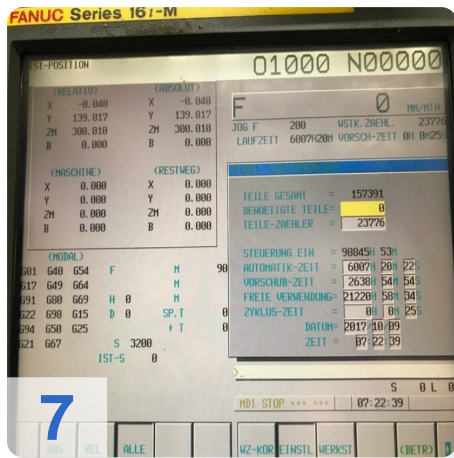 FANUC Series 16i-M
IST-POSITION O1000 N00000
(RELATIV) (ABSOLUT)
X -0.040 X -0.040
Y 139.817 Y 139.817
ZM 300.010 ZM 300.010
B 0.000 B 0.000
F 0 MM/MIN
JOG F 200 WSTK.ZAEHL. 23776
LAUFZEIT 6007H20M VORSCH-ZEIT 0H 0M25S
(MASCHINE) (RESTWEG)
X 0.000 X 0.000
Y 0.000 Y 0.000
ZM 0.000 ZM 0.000
B 0.000 B 0.000
TEILE GESAMT = 157391
BENOETIGTE TEILE= 0
TEILE-ZAEHLER = 23776
STEUERUNG EIN = 98845H 53M
AUTOMATIK-ZEIT = 6007H 20M 22S
VORSCHUB-ZEIT = 2638H 54M 54S
FREIE VERWENDUNG= 21220H 58M 34S
ZYKLUS-ZEIT = 0H 0M 25S
DATUM= 2017/10/09
ZEIT = 07:22:39
(MODAL)
G01 G40 G54 F M 90
G17 G49 G64 M
G91 G80 G69 H 0 M
G22 G98 G15 D 0 SP.T 0
G94 G50 G25 +T 0
G21 G67 S 3200
IST-S 0
>_
S 0 L 0
MDI STOP *** *** 07:22:39
7
ABS REL ALLE WZ-KOR EINSTL WERKST (BETR)